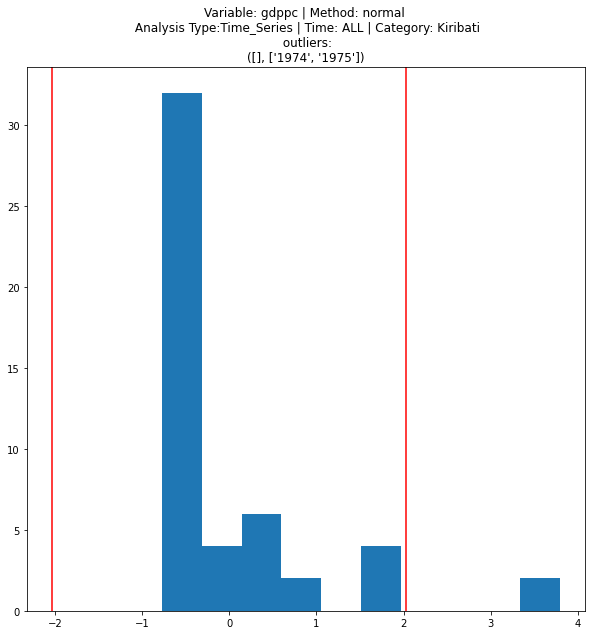 Variable: gdppc | Method: normal
Analysis Type:Time_Series | Time: ALL | Category: Kiribati
outliers:
([], ['1974', '1975'])
30
25
20
15
10
5
0
−2 −1 0 1 2 3 4